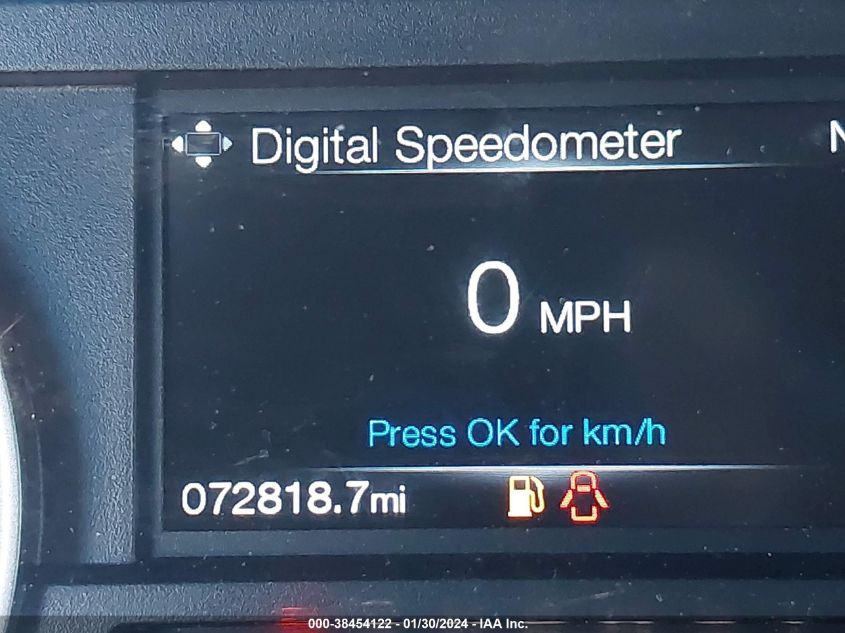 Digital Speedometer
N
0 MPH
Press OK for km/h
072818.7mi
000-38454122 - 01/30/2024 - IAA Inc.